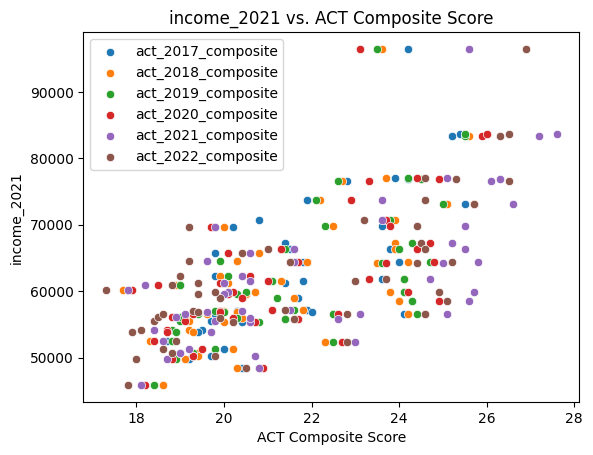 income_2021 vs. ACT Composite Score
act_2017_composite
act_2018_composite
act_2019_composite
act_2020_composite
act_2021_composite
act_2022_composite
90000
80000
70000
60000
50000
income_2021
18 20 22 24 26 28
ACT Composite Score